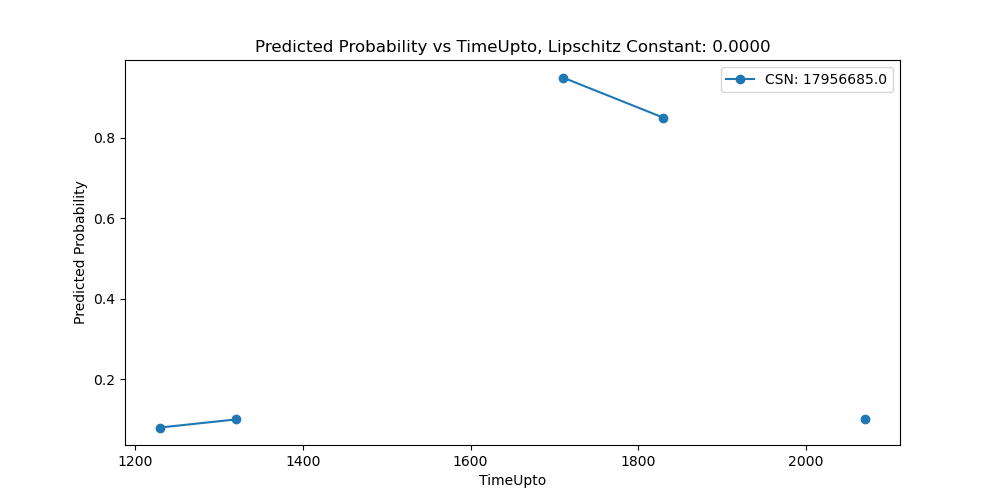 Predicted Probability vs TimeUpto, Lipschitz Constant: 0.0000
CSN: 17956685.0
Predicted Probability
0.8
0.6
0.4
0.2
1200 1400 1600 1800 2000
TimeUpto